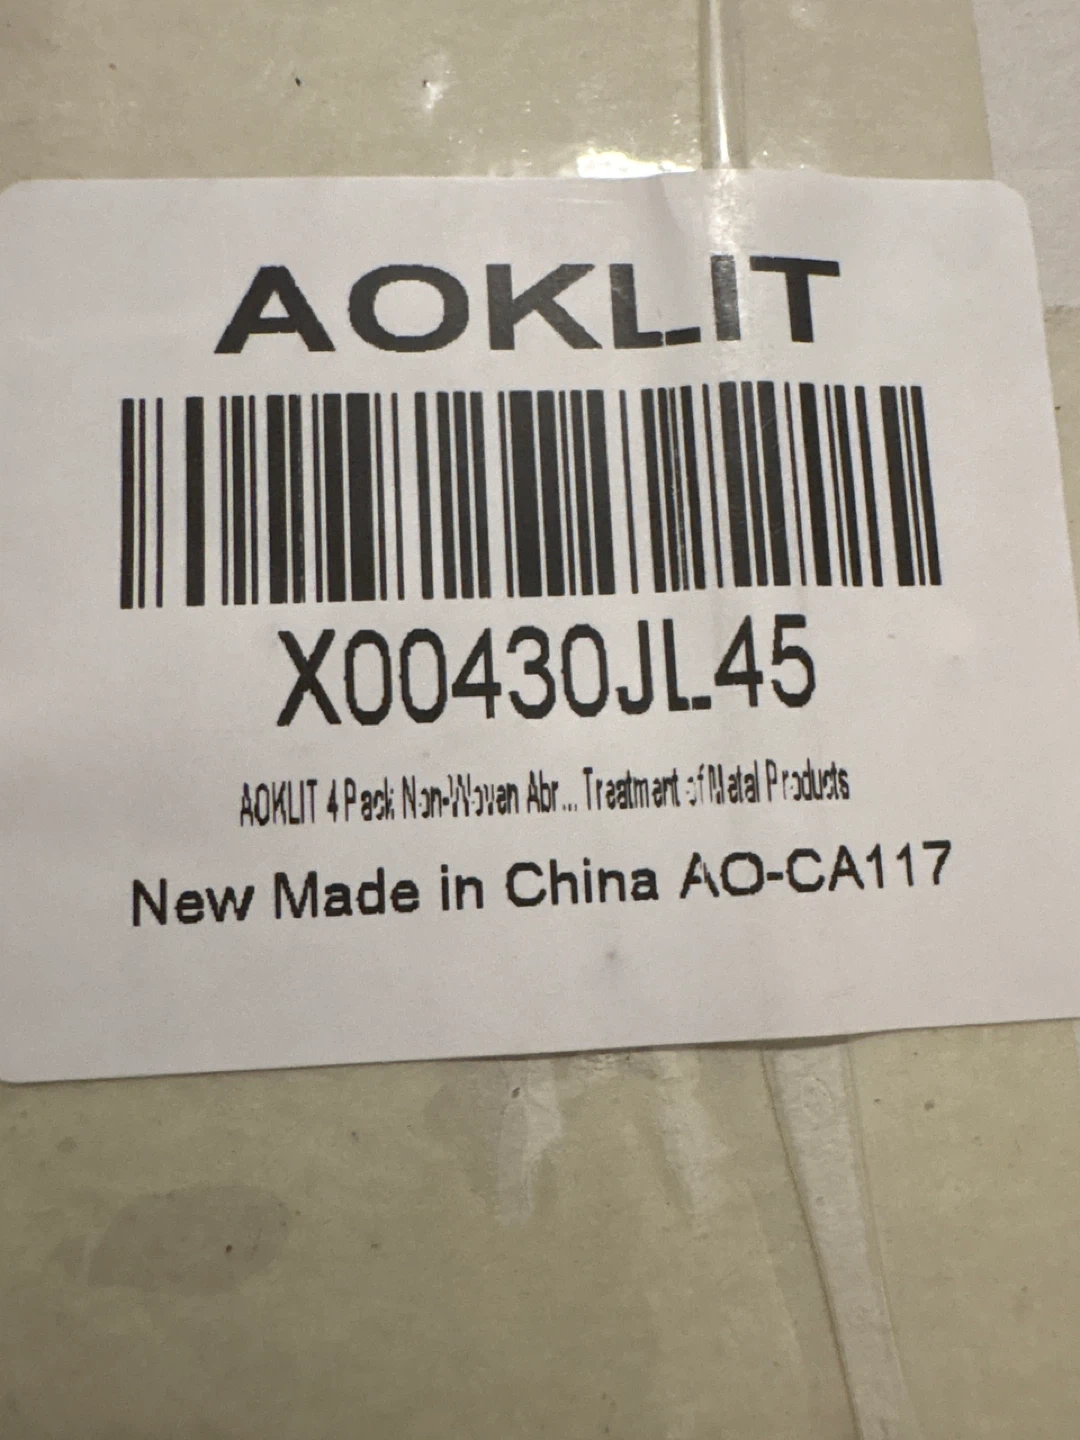 AOKLIT
X00430JL45
AOKLIT 4 Pack Non-Woven Abr... Treatment of Metal Products
New Made in China AO-CA117